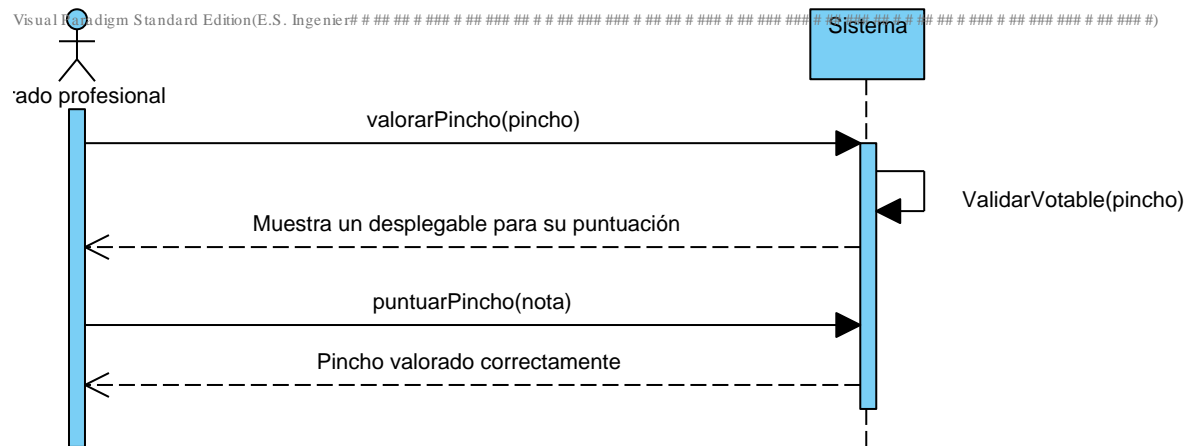 Visual Paradigm Standard Edition(E.S. Ingenier
Sistema
profesional
valorarPincho(pincho)
ValidarVotable(pincho)
Muestra un desplegable para su puntuación
puntuarPincho(nota)
Pincho valorado correctamente